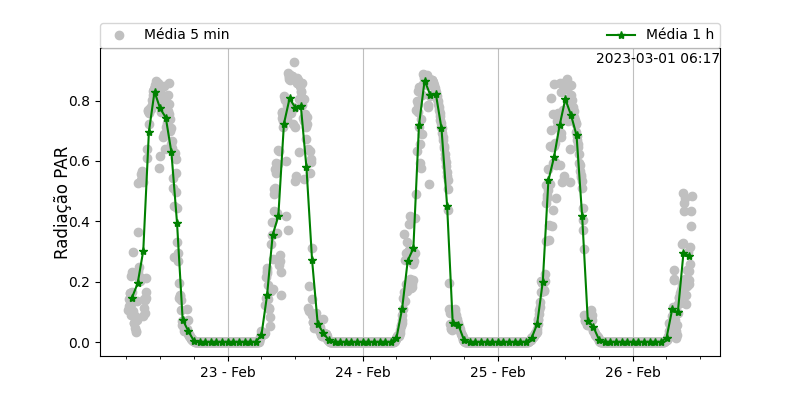 Média 5 min
Média 1 h
2023-03-01 06:17
Radiação PAR
0.8
0.6
0.4
0.2
0.0
23 - Feb
24 - Feb
25 - Feb
26 - Feb